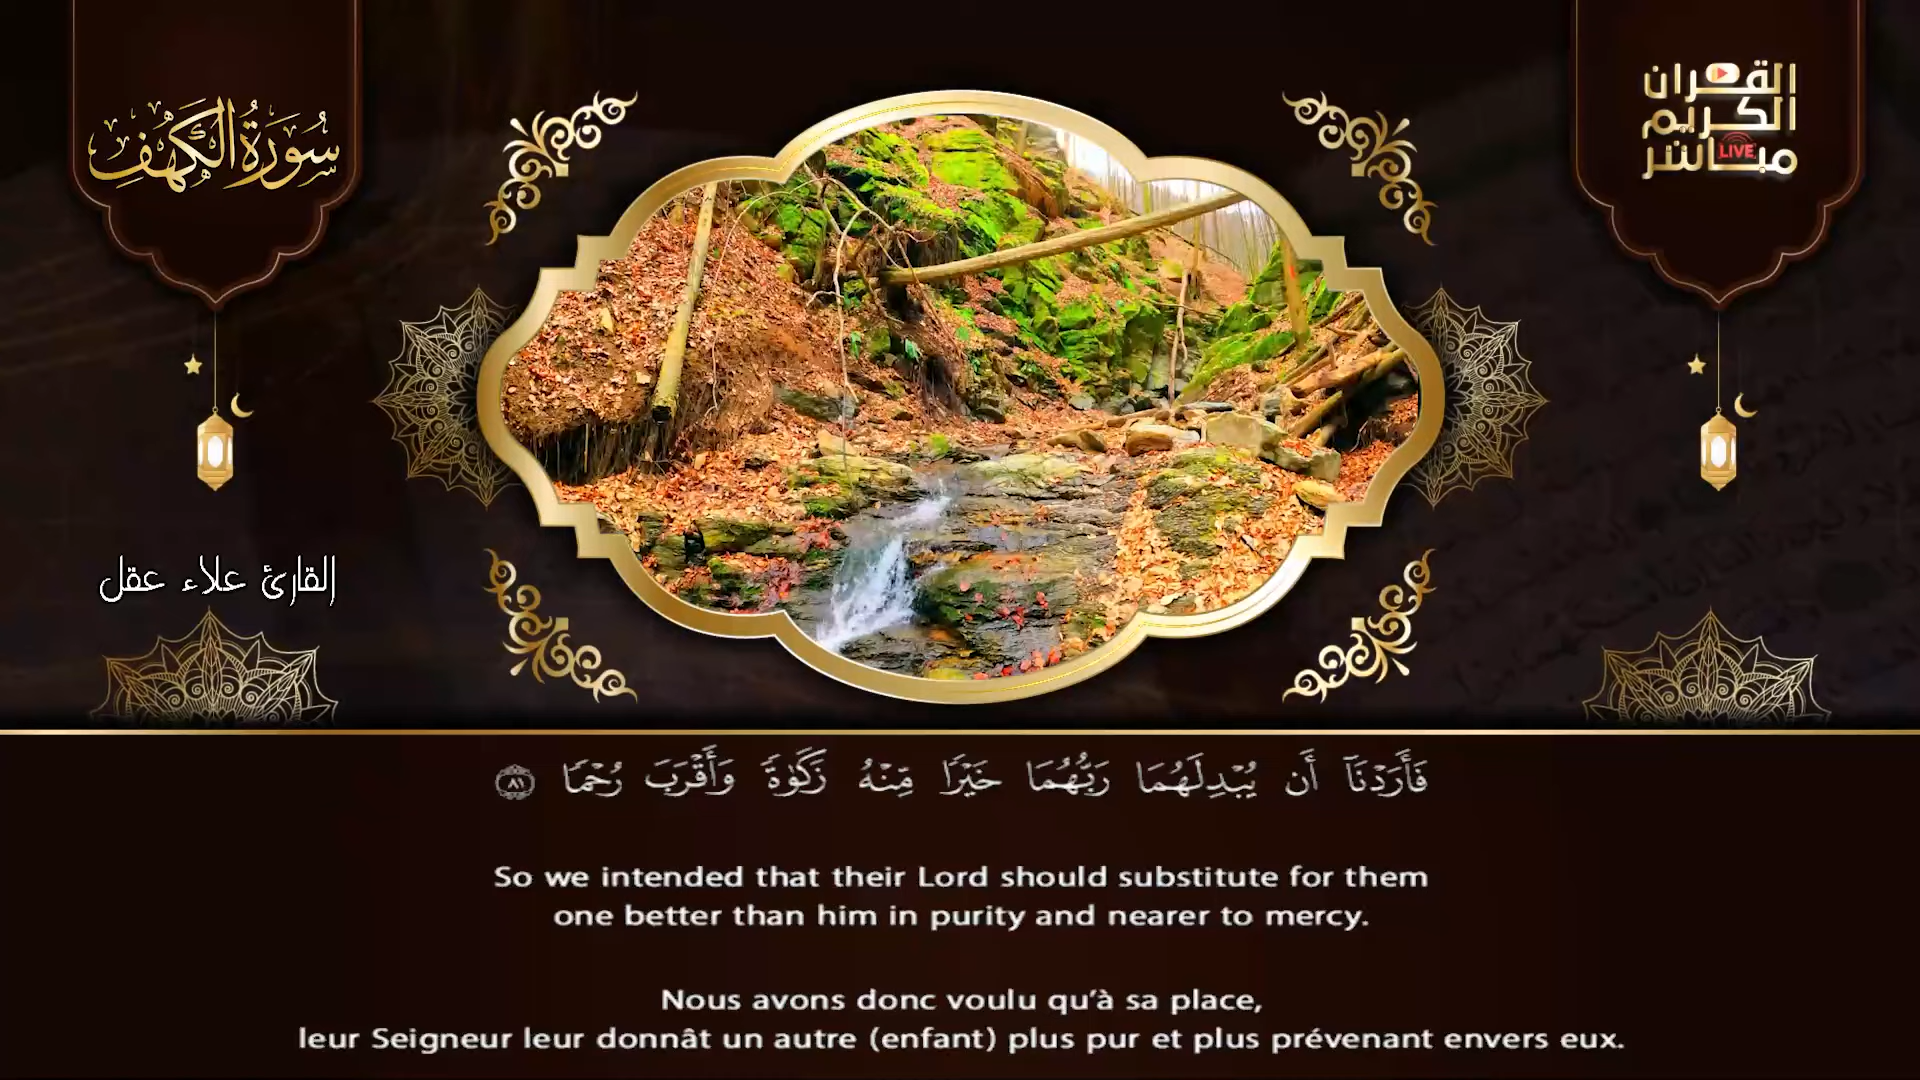 سُورَةُ الْكَهْفِ
القرآن
الكريم
LIVE
مباشر
القارئ علاء عقل
فَأَرَدْنَآ أَن يُبْدِلَهُمَا رَبُّهُمَا خَيْرًا مِّنْهُ زَكَوٰةً وَأَقْرَبَ رُحْمًا ٨١
So we intended that their Lord should substitute for them
one better than him in purity and nearer to mercy.
Nous avons donc voulu qu’à sa place,
leur Seigneur leur donnât un autre (enfant) plus pur et plus prévenant envers eux.